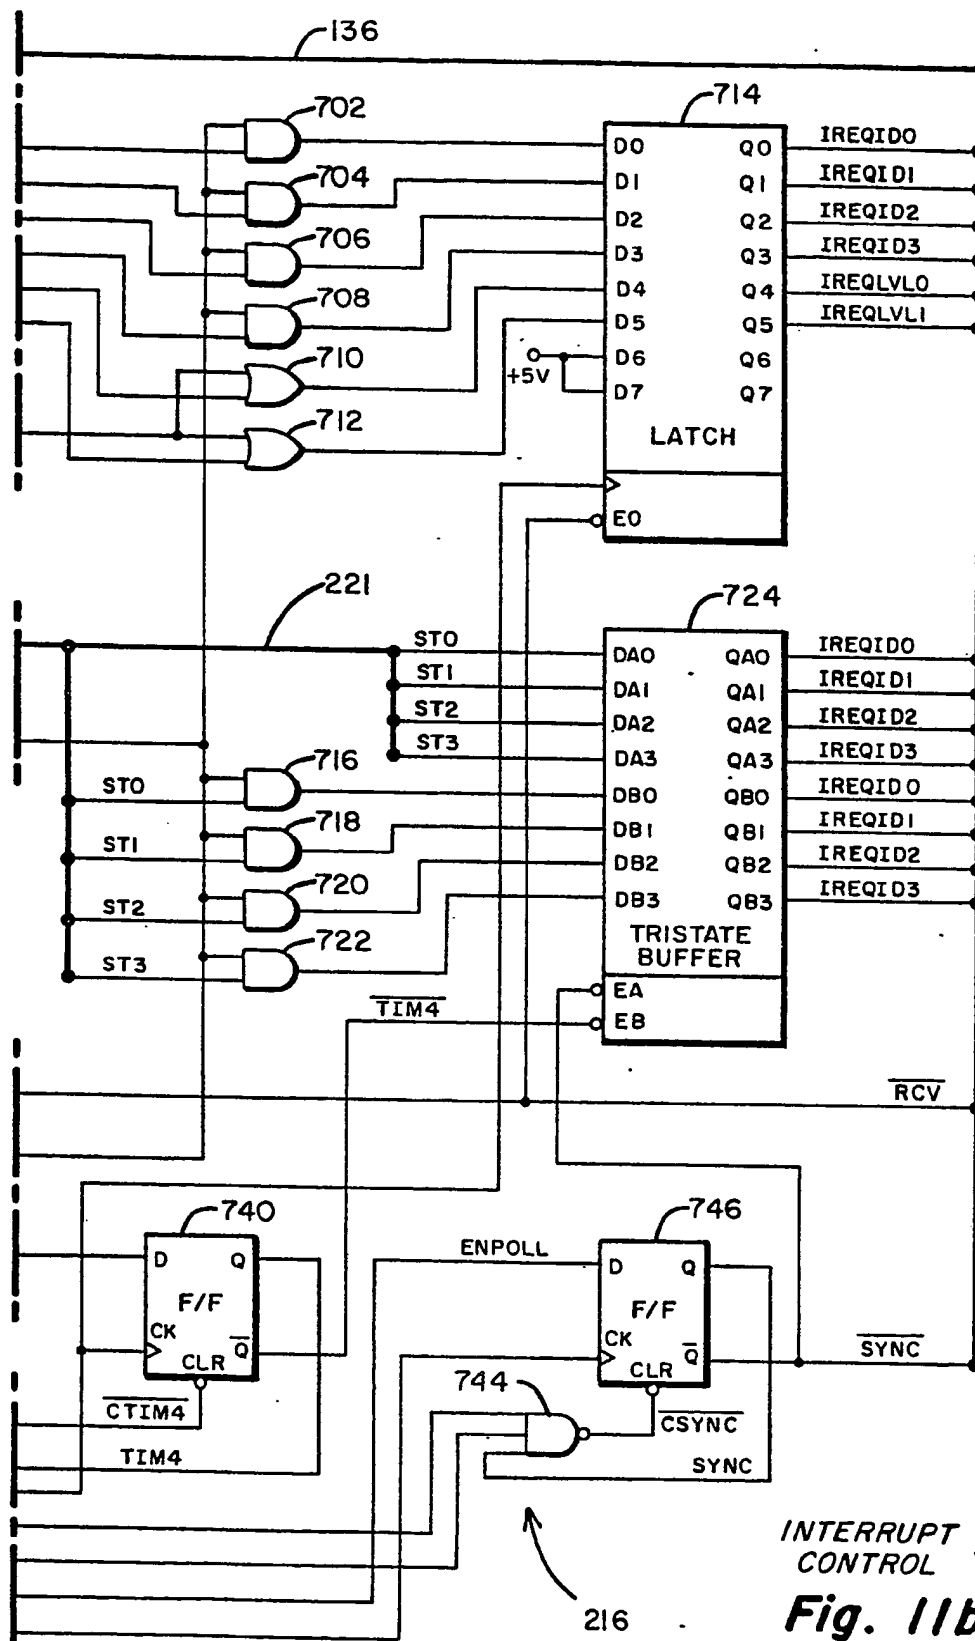 136
702
714
D0 Q0 IREQID0
704
D1 Q1 IREQID1
706
D2 Q2 IREQID2
D3 Q3 IREQID3
708
D4 Q4 IREQLVL0
D5 Q5 IREQLVL1
710
D6 Q6
+5V
D7 Q7
712
LATCH
E0
221
724
ST0 DA0 QA0 IREQID0
ST1 DA1 QA1 IREQID1
ST2 DA2 QA2 IREQID2
ST3 DA3 QA3 IREQID3
716
ST0 DB0 QB0 IREQID0
718
ST1 DB1 QB1 IREQID1
720
DB2 QB2 IREQID2
ST2 DB3 QB3 IREQID3
722
TRISTATE
BUFFER
ST3
EA
TIM4 EB
RCV
740 746
D Q ENPOLL D Q
F/F F/F
CK CK
CLR Q CLR Q SYNC
744
CTIM4 CSYNC
TIM4 SYNC
216
INTERRUPT
CONTROL
Fig. 11b